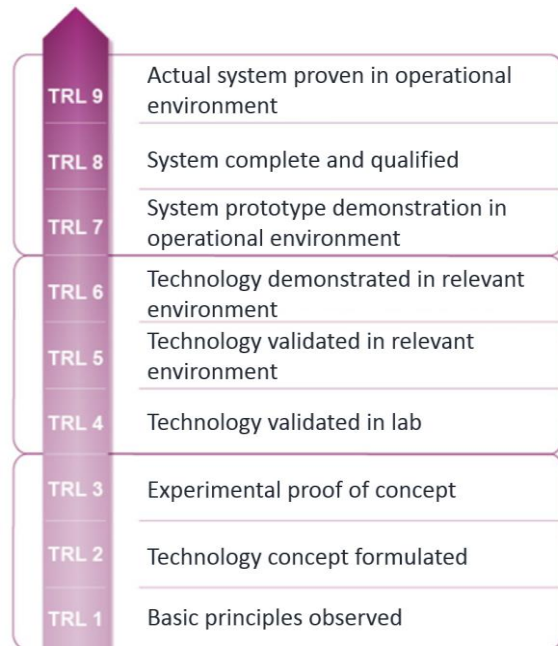 TRL 9
Actual system proven in operational
environment
TRL 8
System complete and qualified
TRL 7
System prototype demonstration in
operational environment
TRL 6
Technology demonstrated in relevant
environment
TRL 5
Technology validated in relevant
environment
TRL 4
Technology validated in lab
TRL 3
Experimental proof of concept
TRL 2
Technology concept formulated
TRL 1
Basic principles observed